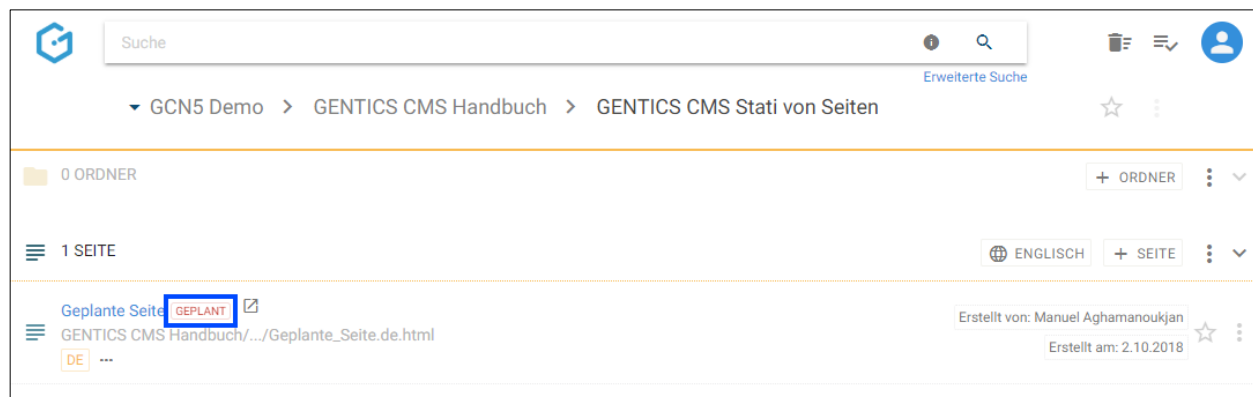 Suche
Erweiterte Suche
GCN5 Demo > GENTICS CMS Handbuch > GENTICS CMS Stati von Seiten
0 ORDNER
+ ORDNER
1 SEITE
ENGLISCH
+ SEITE
Geplante Seite GEPLANT
GENTICS CMS Handbuch/.../Geplante_Seite.de.html
DE ...
Erstellt von: Manuel Aghamanoukjan
Erstellt am: 2.10.2018